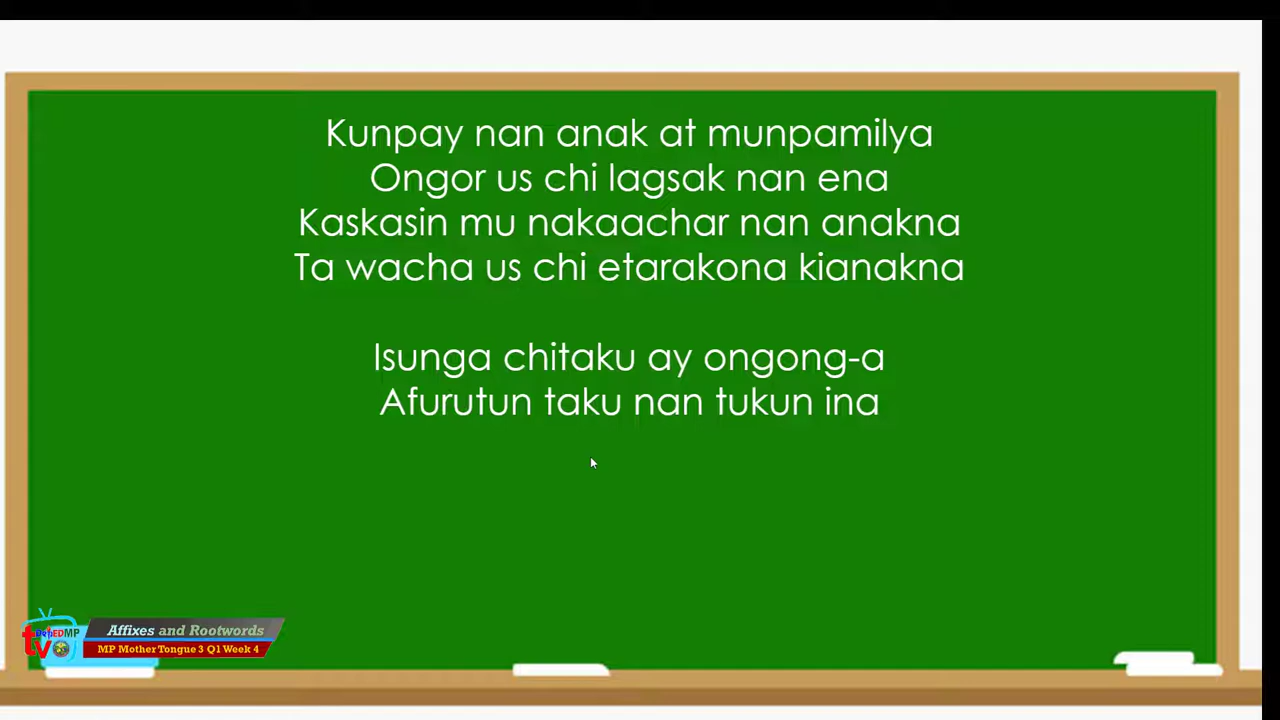 Kunpay nan anak at munpamilya
Ongor us chi lagsak nan ena
Kaskasin mu nakaachar nan anakna
Ta wacha us chi etarakona kianakna
Isunga chitaku ay ongong-a
Afurutun taku nan tukun ina
DepEDMP
tv
Affixes and Rootwords
MP Mother Tongue 3 Q1 Week 4